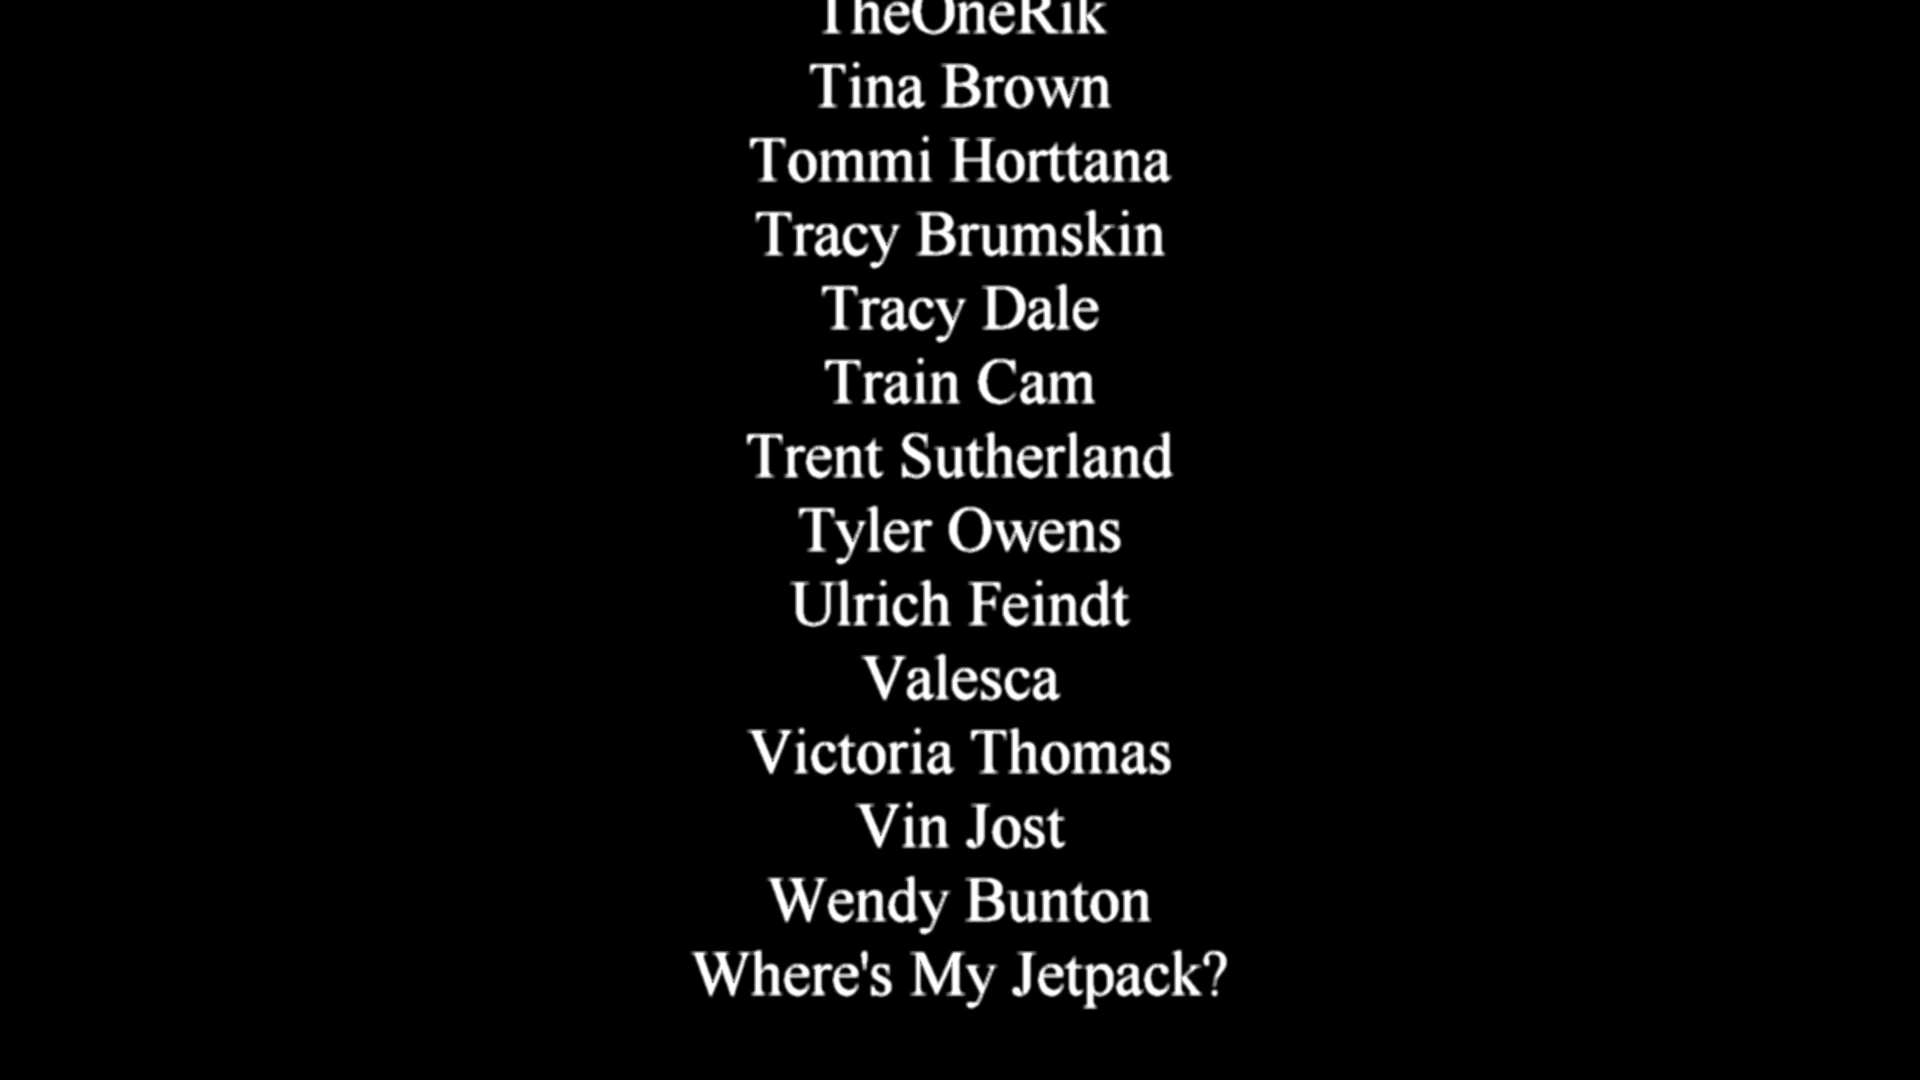 TheOneRik
Tina Brown
Tommi Horttana
Tracy Brumskin
Tracy Dale
Train Cam
Trent Sutherland
Tyler Owens
Ulrich Feindt
Valesca
Victoria Thomas
Vin Jost
Wendy Bunton
Where's My Jetpack?